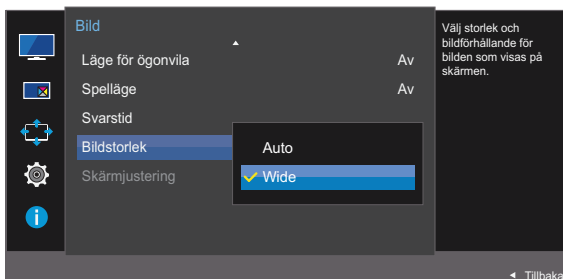 Bild
Läge för ögonvila Av
Spelläge Av
Svarstid
Bildstorlek
Auto
Wide
Skärmjustering
Välj storlek och
bildförhållande för
bilden som visas på
skärmen.
Tillbaka